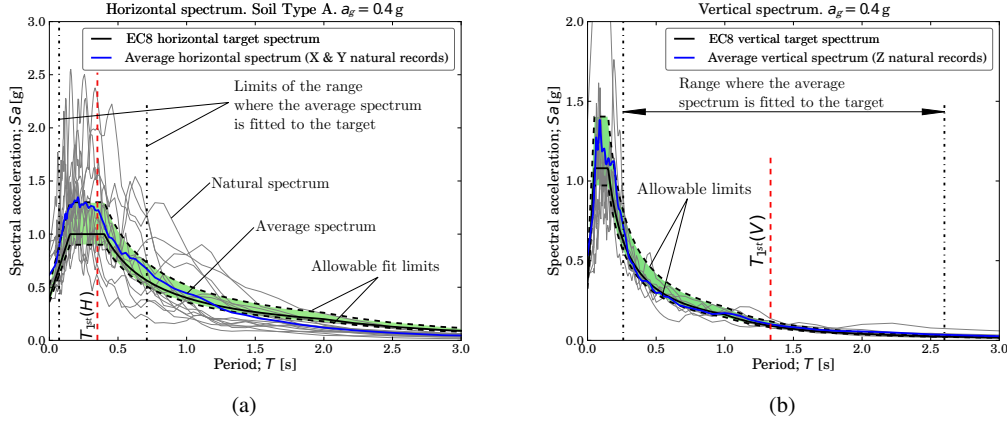 Horizontal spectrum. Soil Type A. a_g = 0.4 g
EC8 horizontal target spectrum
Average horizontal spectrum (X & Y natural records)
Limits of the range
where the average spectrum
is fitted to the target
Natural spectrum
Average spectrum
Allowable fit limits
T_1st(H)
Spectral acceleration; Sa [g]
3.0
2.5
2.0
1.5
1.0
0.5
0.0
0.0 0.5 1.0 1.5 2.0 2.5 3.0
Period; T [s]
(a)
Vertical spectrum. a_g = 0.4 g
EC8 vertical target specttrum
Average vertical spectrum (Z natural records)
Range where the average
spectrum is fitted to the target
Allowable limits
T_1st(V)
Spectral acceleration; Sa [g]
2.0
1.5
1.0
0.5
0.0
0.0 0.5 1.0 1.5 2.0 2.5 3.0
Period; T [s]
(b)